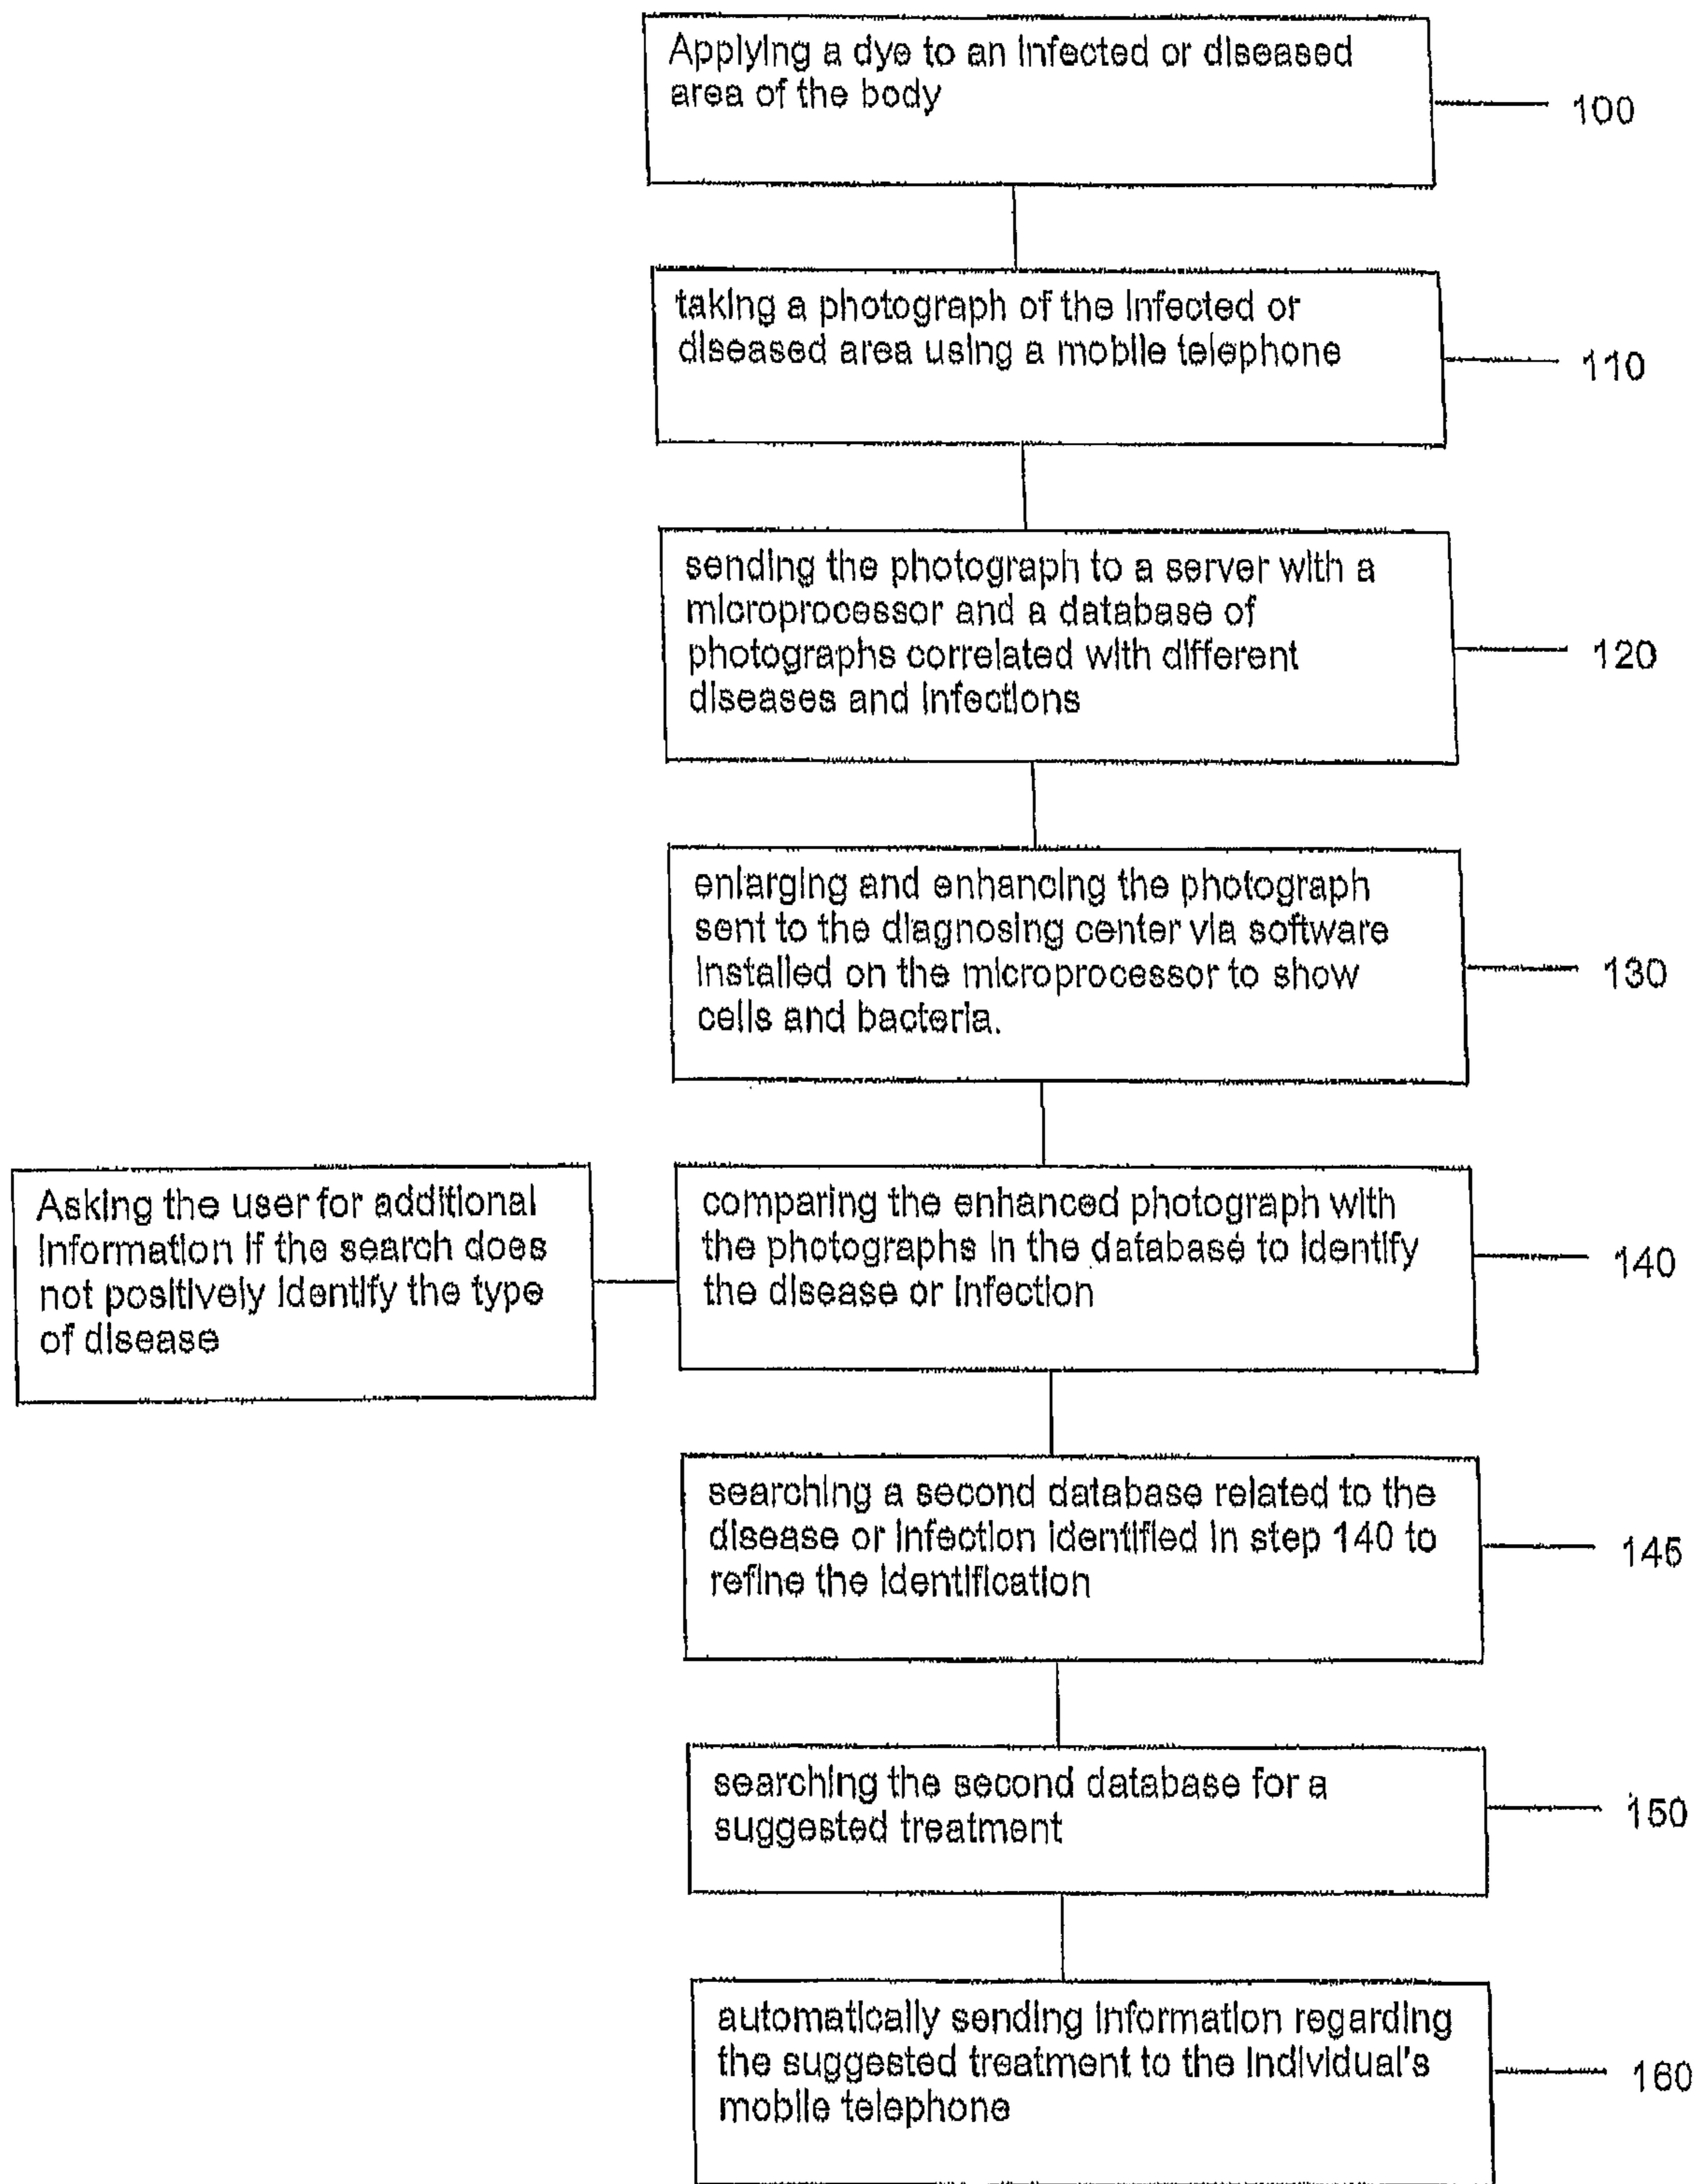 Applying a dye to an infected or diseased
area of the body
100
taking a photograph of the infected or
diseased area using a mobile telephone
110
sending the photograph to a server with a
microprocessor and a database of
photographs correlated with different
diseases and infections
120
enlarging and enhancing the photograph
sent to the diagnosing center via software
installed on the microprocessor to show
cells and bacteria.
130
Asking the user for additional
information if the search does
not positively identify the type
of disease
comparing the enhanced photograph with
the photographs in the database to identify
the disease or infection
140
searching a second database related to the
disease or infection identified in step 140 to
refine the identification
145
searching the second database for a
suggested treatment
150
automatically sending information regarding
the suggested treatment to the individual's
mobile telephone
160